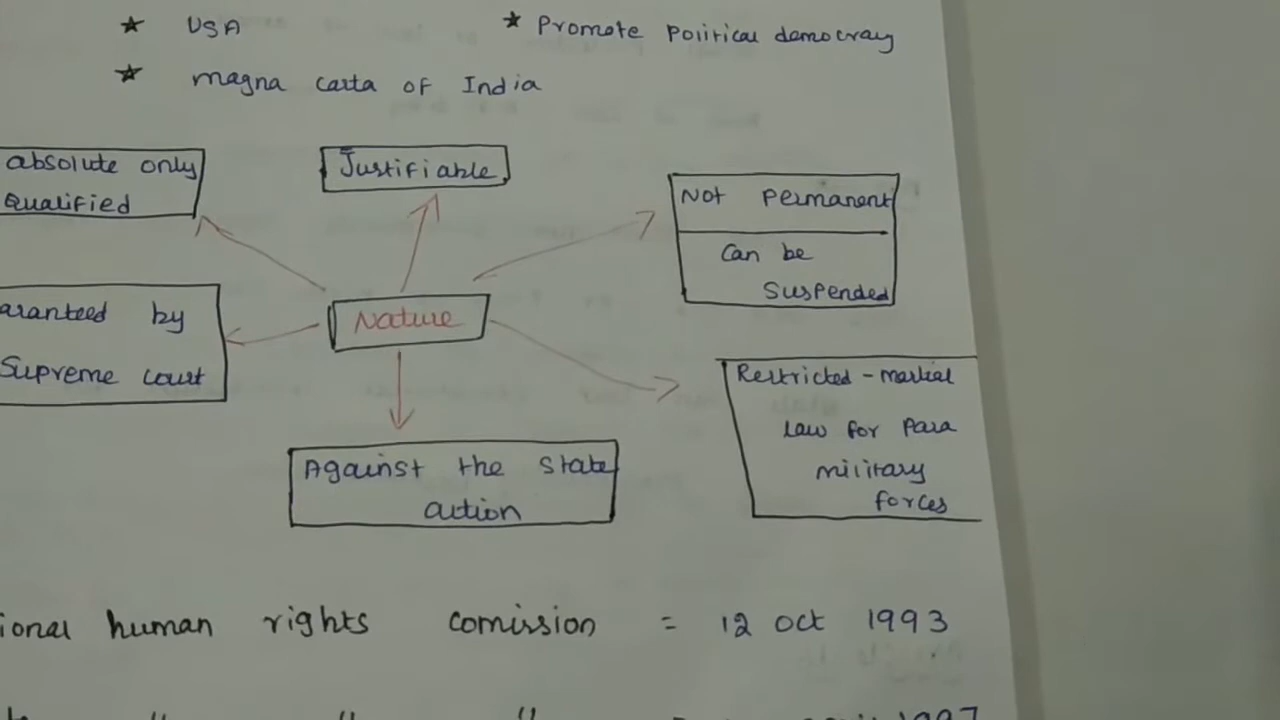 ★ USA
★ Promote Political democray
★ magna carta of India
absolute only
Qualified
Justifiable
Not Permanent
Can be
Suspended
aranteed by
Supreme court
Nature
Restricted - martial
law for Para
military
forces
Against the State
action
ional human rights comission = 12 oct 1993
" " " 1997